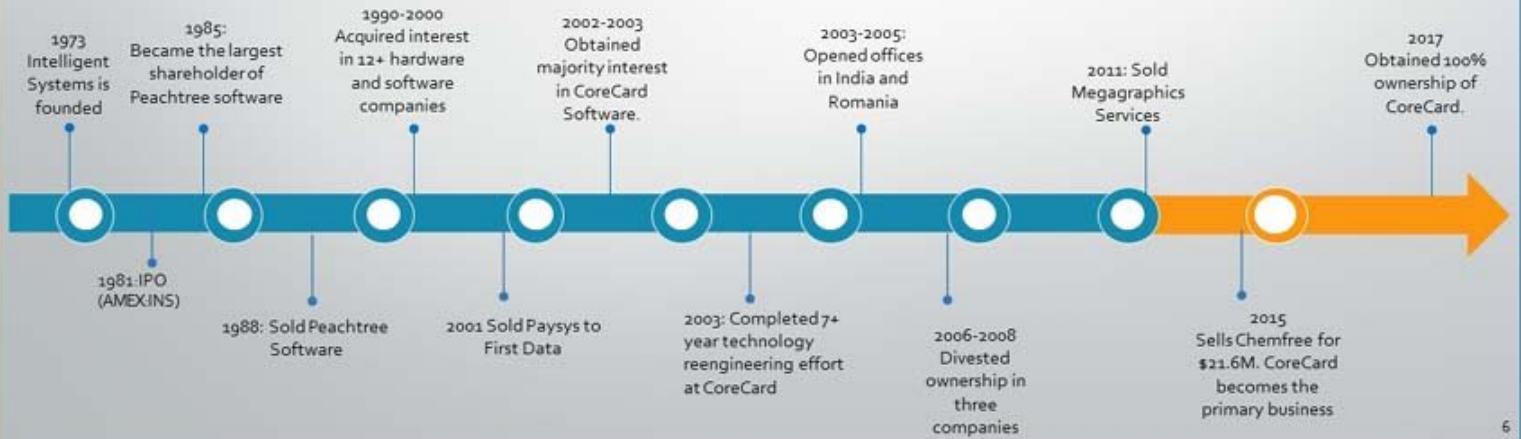 1973
Intelligent
Systems is
founded
1985:
Became the largest
shareholder of
Peachtree software
1990-2000
Acquired interest
in 12+ hardware
and software
companies
2002-2003
Obtained
majority interest
in CoreCard
Software.
2003-2005:
Opened offices
in India and
Romania
2011: Sold
Megagraphics
Services
2017
Obtained 100%
ownership of
CoreCard.
1981:IPO
(AMEX:INS)
1988: Sold Peachtree
Software
2001 Sold Paysys to
First Data
2003: Completed 7+
year technology
reengineering effort
at CoreCard
2006-2008
Divested
ownership in
three
companies
2015
Sells Chemfree for
$21.6M. CoreCard
becomes the
primary business
6